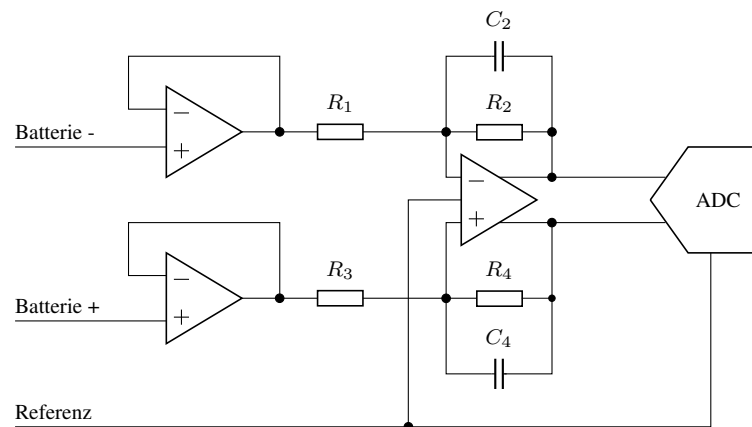 C₂
R₁
R₂
Batterie -
−
+
−
+
ADC
R₃
R₄
Batterie +
−
+
C₄
Referenz